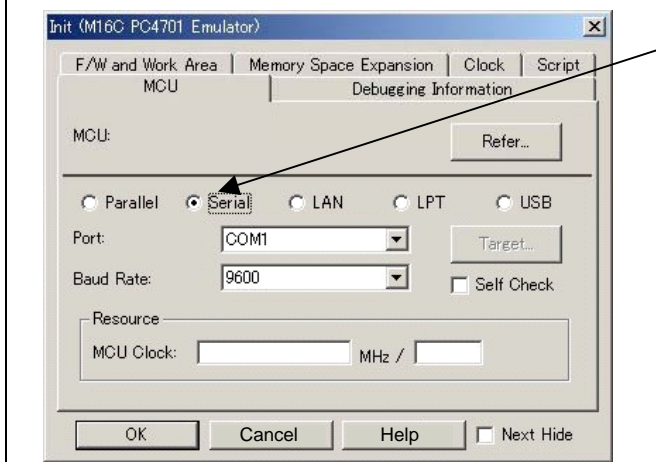 Init (M16C PC4701 Emulator)
F/W and Work Area Memory Space Expansion Clock Script
MCU Debugging Information
MCU: Refer...
Parallel Serial LAN LPT USB
Port: COM1 Target...
Baud Rate: 9600 Self Check
Resource
MCU Clock: MHz /
OK Cancel Help Next Hide